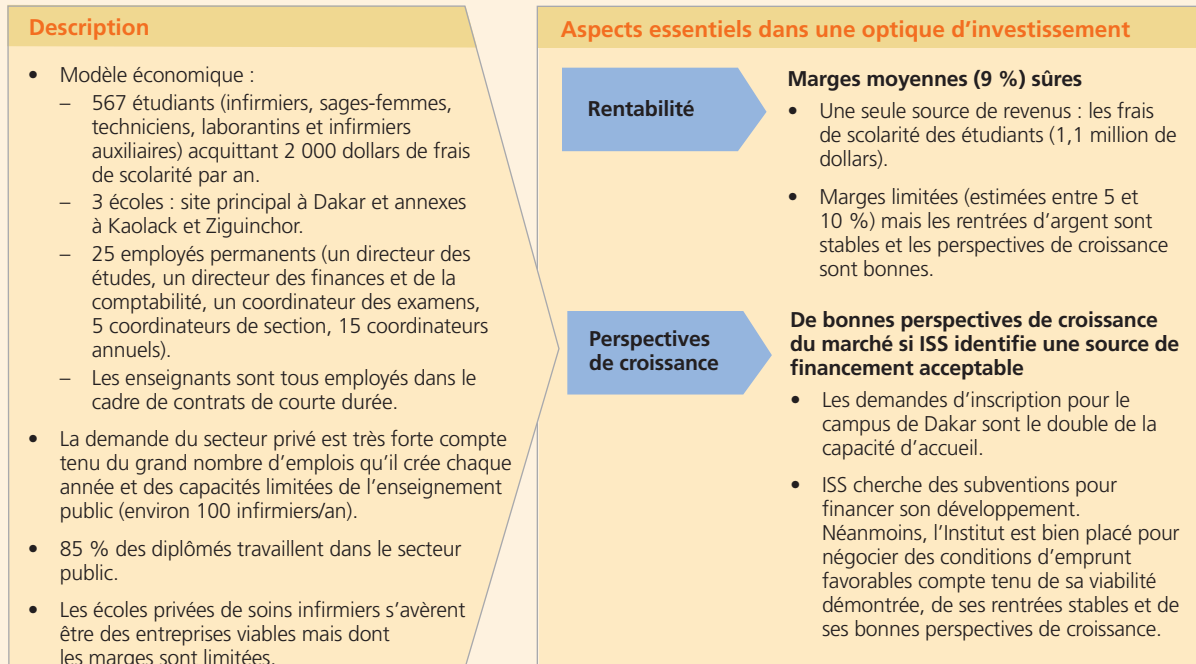 Description
• Modèle économique :
– 567 étudiants (infirmiers, sages-femmes,
techniciens, laborantins et infirmiers
auxiliaires) acquittant 2 000 dollars de frais
de scolarité par an.
– 3 écoles : site principal à Dakar et annexes
à Kaolack et Ziguinchor.
– 25 employés permanents (un directeur des
études, un directeur des finances et de la
comptabilité, un coordinateur des examens,
5 coordinateurs de section, 15 coordinateurs
annuels).
– Les enseignants sont tous employés dans le
cadre de contrats de courte durée.
• La demande du secteur privé est très forte compte
tenu du grand nombre d’emplois qu’il crée chaque
année et des capacités limitées de l’enseignement
public (environ 100 infirmiers/an).
• 85 % des diplômés travaillent dans le secteur
public.
• Les écoles privées de soins infirmiers s’avèrent
être des entreprises viables mais dont
les marges sont limitées.
Aspects essentiels dans une optique d’investissement
Rentabilité
Marges moyennes (9 %) sûres
• Une seule source de revenus : les frais
de scolarité des étudiants (1,1 million de
dollars).
• Marges limitées (estimées entre 5 et
10 %) mais les rentrées d’argent sont
stables et les perspectives de croissance
sont bonnes.
Perspectives
de croissance
De bonnes perspectives de croissance
du marché si ISS identifie une source de
financement acceptable
• Les demandes d’inscription pour le
campus de Dakar sont le double de la
capacité d’accueil.
• ISS cherche des subventions pour
financer son développement.
Néanmoins, l’Institut est bien placé pour
négocier des conditions d’emprunt
favorables compte tenu de sa viabilité
démontrée, de ses rentrées stables et de
ses bonnes perspectives de croissance.